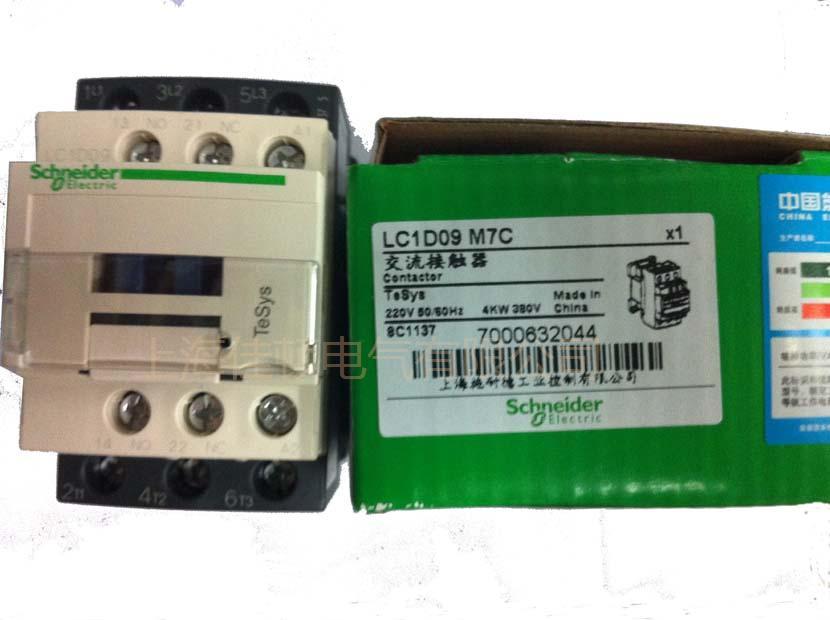 1L1 3L2 5L3
13 NO 21 NC A1
LC1D09
Schneider
Electric
TeSys
14 NO 22 NC A2
2T1 4T2 6T3
LC1D09 M7C x1
交流接触器
Contactor
TeSys
220V 50/60Hz 4KW 380V
Made in
China
8C1137 7000632044
上海施耐德工业控制有限公司
Schneider
Electric
中国
CHINA